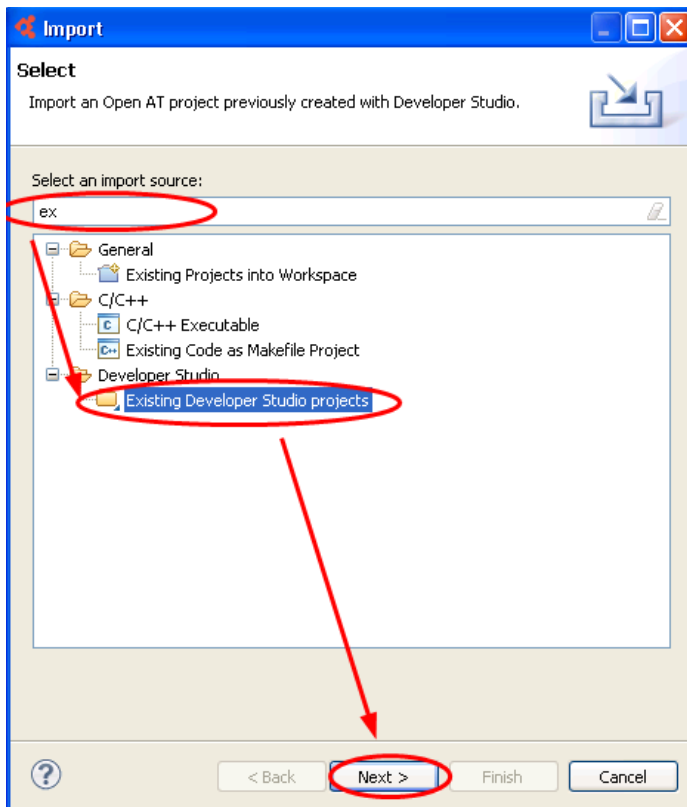 Import
Select
Import an Open AT project previously created with Developer Studio.
Select an import source:
ex
General
Existing Projects into Workspace
C/C++
C/C++ Executable
Existing Code as Makefile Project
Developer Studio
Existing Developer Studio projects
< Back Next > Finish Cancel